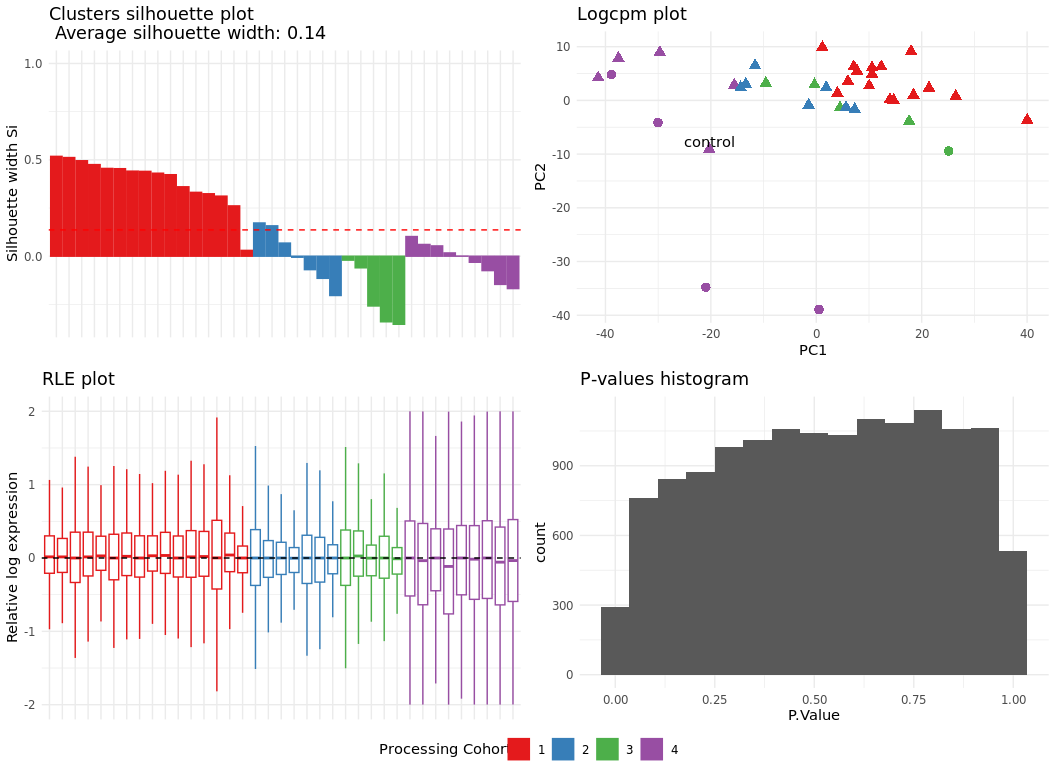 Clusters silhouette plot
Average silhouette width: 0.14
1.0
0.5
0.0
Silhouette width Si
Logcpm plot
10
0
-10
-20
-30
-40
PC2
control
-40
-20
0
20
40
PC1
RLE plot
2
1
0
-1
-2
Relative log expression
P-values histogram
900
600
300
0
count
0.00
0.25
0.50
0.75
1.00
P.Value
Processing Cohort 1 2 3 4